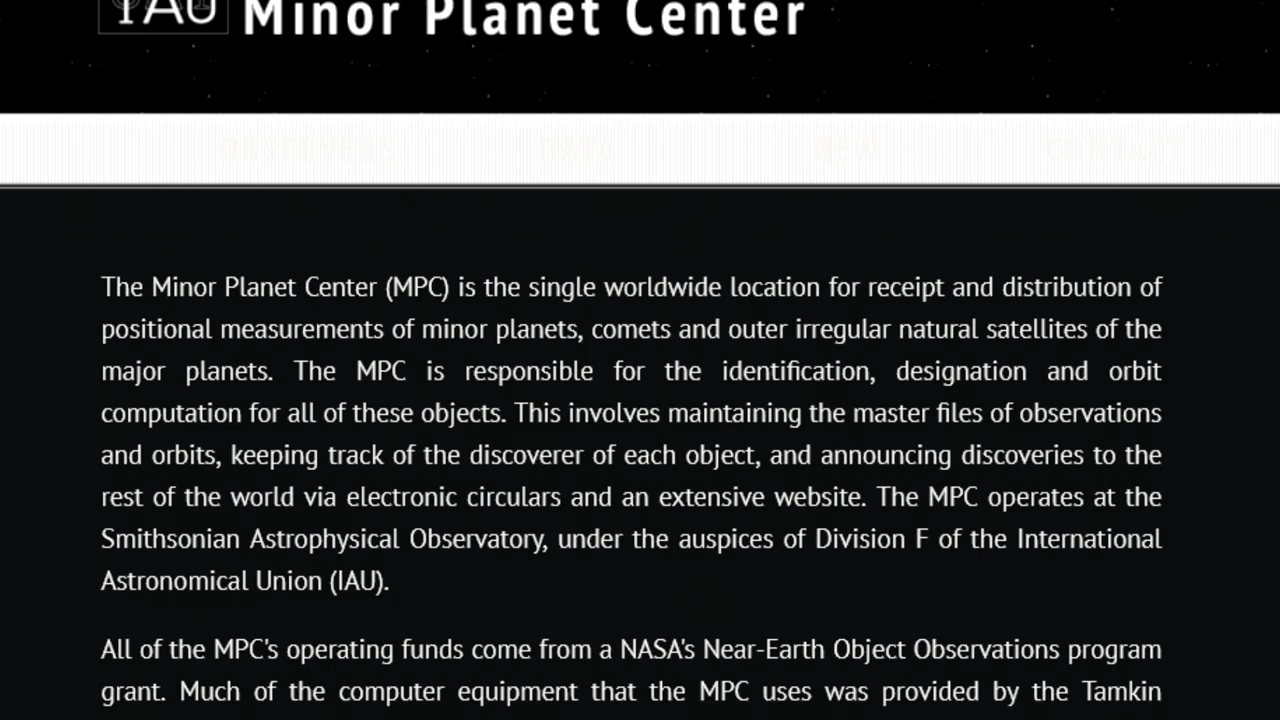 IAU Minor Planet Center
OBSERVERS DATA NEW CONTACT
The Minor Planet Center (MPC) is the single worldwide location for receipt and distribution of
positional measurements of minor planets, comets and outer irregular natural satellites of the
major planets. The MPC is responsible for the identification, designation and orbit
computation for all of these objects. This involves maintaining the master files of observations
and orbits, keeping track of the discoverer of each object, and announcing discoveries to the
rest of the world via electronic circulars and an extensive website. The MPC operates at the
Smithsonian Astrophysical Observatory, under the auspices of Division F of the International
Astronomical Union (IAU).
All of the MPC's operating funds come from a NASA's Near-Earth Object Observations program
grant. Much of the computer equipment that the MPC uses was provided by the Tamkin